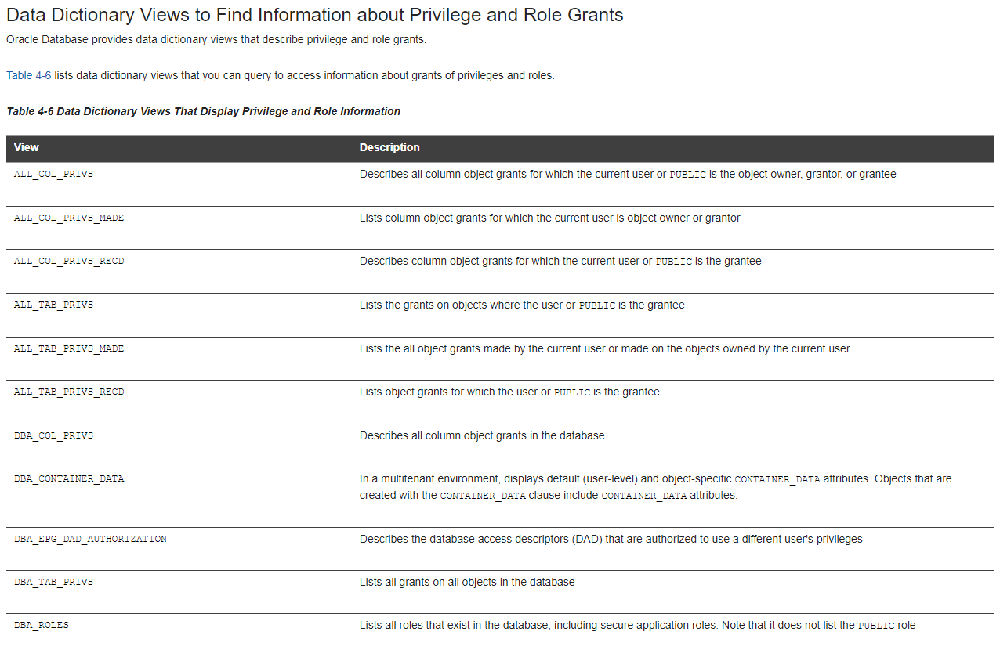 Data Dictionary Views to Find Information about Privilege and Role Grants
Oracle Database provides data dictionary views that describe privilege and role grants.
Table 4-6 lists data dictionary views that you can query to access information about grants of privileges and roles.
Table 4-6 Data Dictionary Views That Display Privilege and Role Information
View Description
ALL_COL_PRIVS Describes all column object grants for which the current user or PUBLIC is the object owner, grantor, or grantee
ALL_COL_PRIVS_MADE Lists column object grants for which the current user is object owner or grantor
ALL_COL_PRIVS_RECD Describes column object grants for which the current user or PUBLIC is the grantee
ALL_TAB_PRIVS Lists the grants on objects where the user or PUBLIC is the grantee
ALL_TAB_PRIVS_MADE Lists the all object grants made by the current user or made on the objects owned by the current user
ALL_TAB_PRIVS_RECD Lists object grants for which the user or PUBLIC is the grantee
DBA_COL_PRIVS Describes all column object grants in the database
DBA_CONTAINER_DATA In a multitenant environment, displays default (user-level) and object-specific CONTAINER_DATA attributes. Objects that are
created with the CONTAINER_DATA clause include CONTAINER_DATA attributes.
DBA_EPG_DAD_AUTHORIZATION Describes the database access descriptors (DAD) that are authorized to use a different user's privileges
DBA_TAB_PRIVS Lists all grants on all objects in the database
DBA_ROLES Lists all roles that exist in the database, including secure application roles. Note that it does not list the PUBLIC role